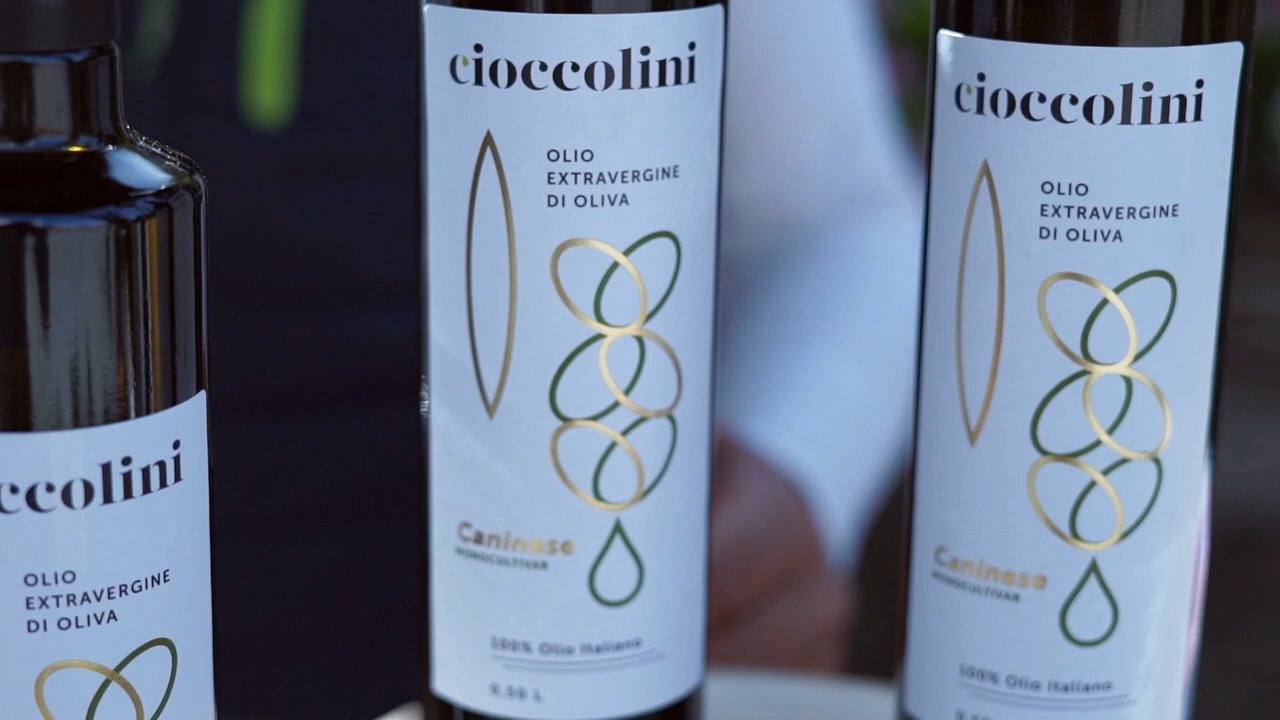 cioccolini
OLIO
EXTRAVERGINE
DI OLIVA
Caninese
MONOCULTIVAR
100% Olio Italiano
0,50 L
cioccolini
OLIO
EXTRAVERGINE
DI OLIVA
Caninese
MONOCULTIVAR
100% Olio Italiano
ccolini
OLIO
EXTRAVERGINE
DI OLIVA